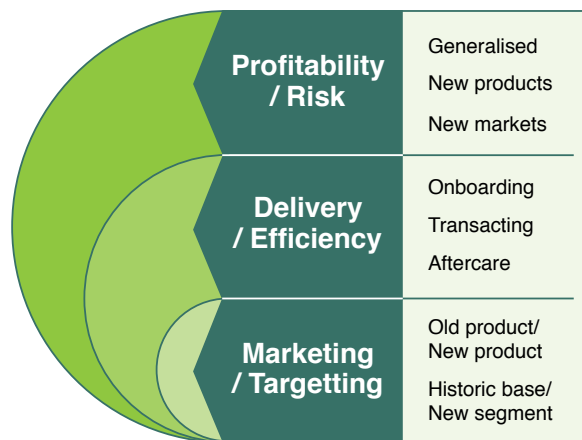 Profitability
/ Risk
Generalised
New products
New markets
Delivery
/ Efficiency
Onboarding
Transacting
Aftercare
Marketing
/ Targetting
Old product/
New product
Historic base/
New segment